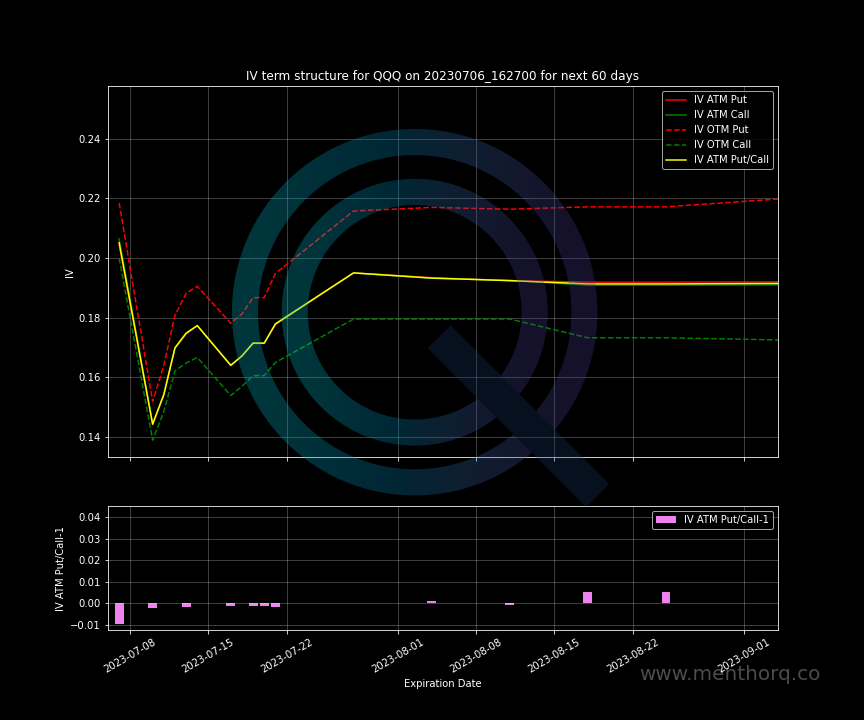 IV term structure for QQQ on 20230706_162700 for next 60 days
IV ATM Put
IV ATM Call
IV OTM Put
IV OTM Call
IV ATM Put/Call
0.24
0.22
0.20
0.18
0.16
0.14
IV
IV ATM Put/Call-1
0.04
0.03
0.02
0.01
0.00
−0.01
IV ATM Put/Call-1
2023-07-08
2023-07-15
2023-07-22
2023-08-01
2023-08-08
2023-08-15
2023-08-22
2023-09-01
Expiration Date
www.menthorq.co